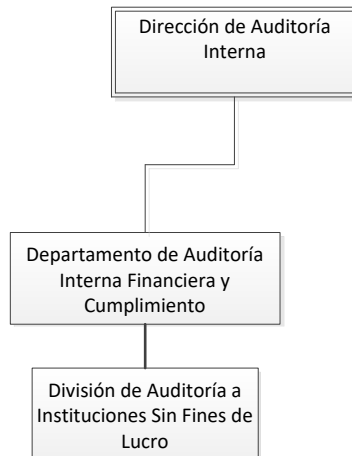 Dirección de Auditoría
Interna
Departamento de Auditoría
Interna Financiera y
Cumplimiento
División de Auditoría a
Instituciones Sin Fines de
Lucro